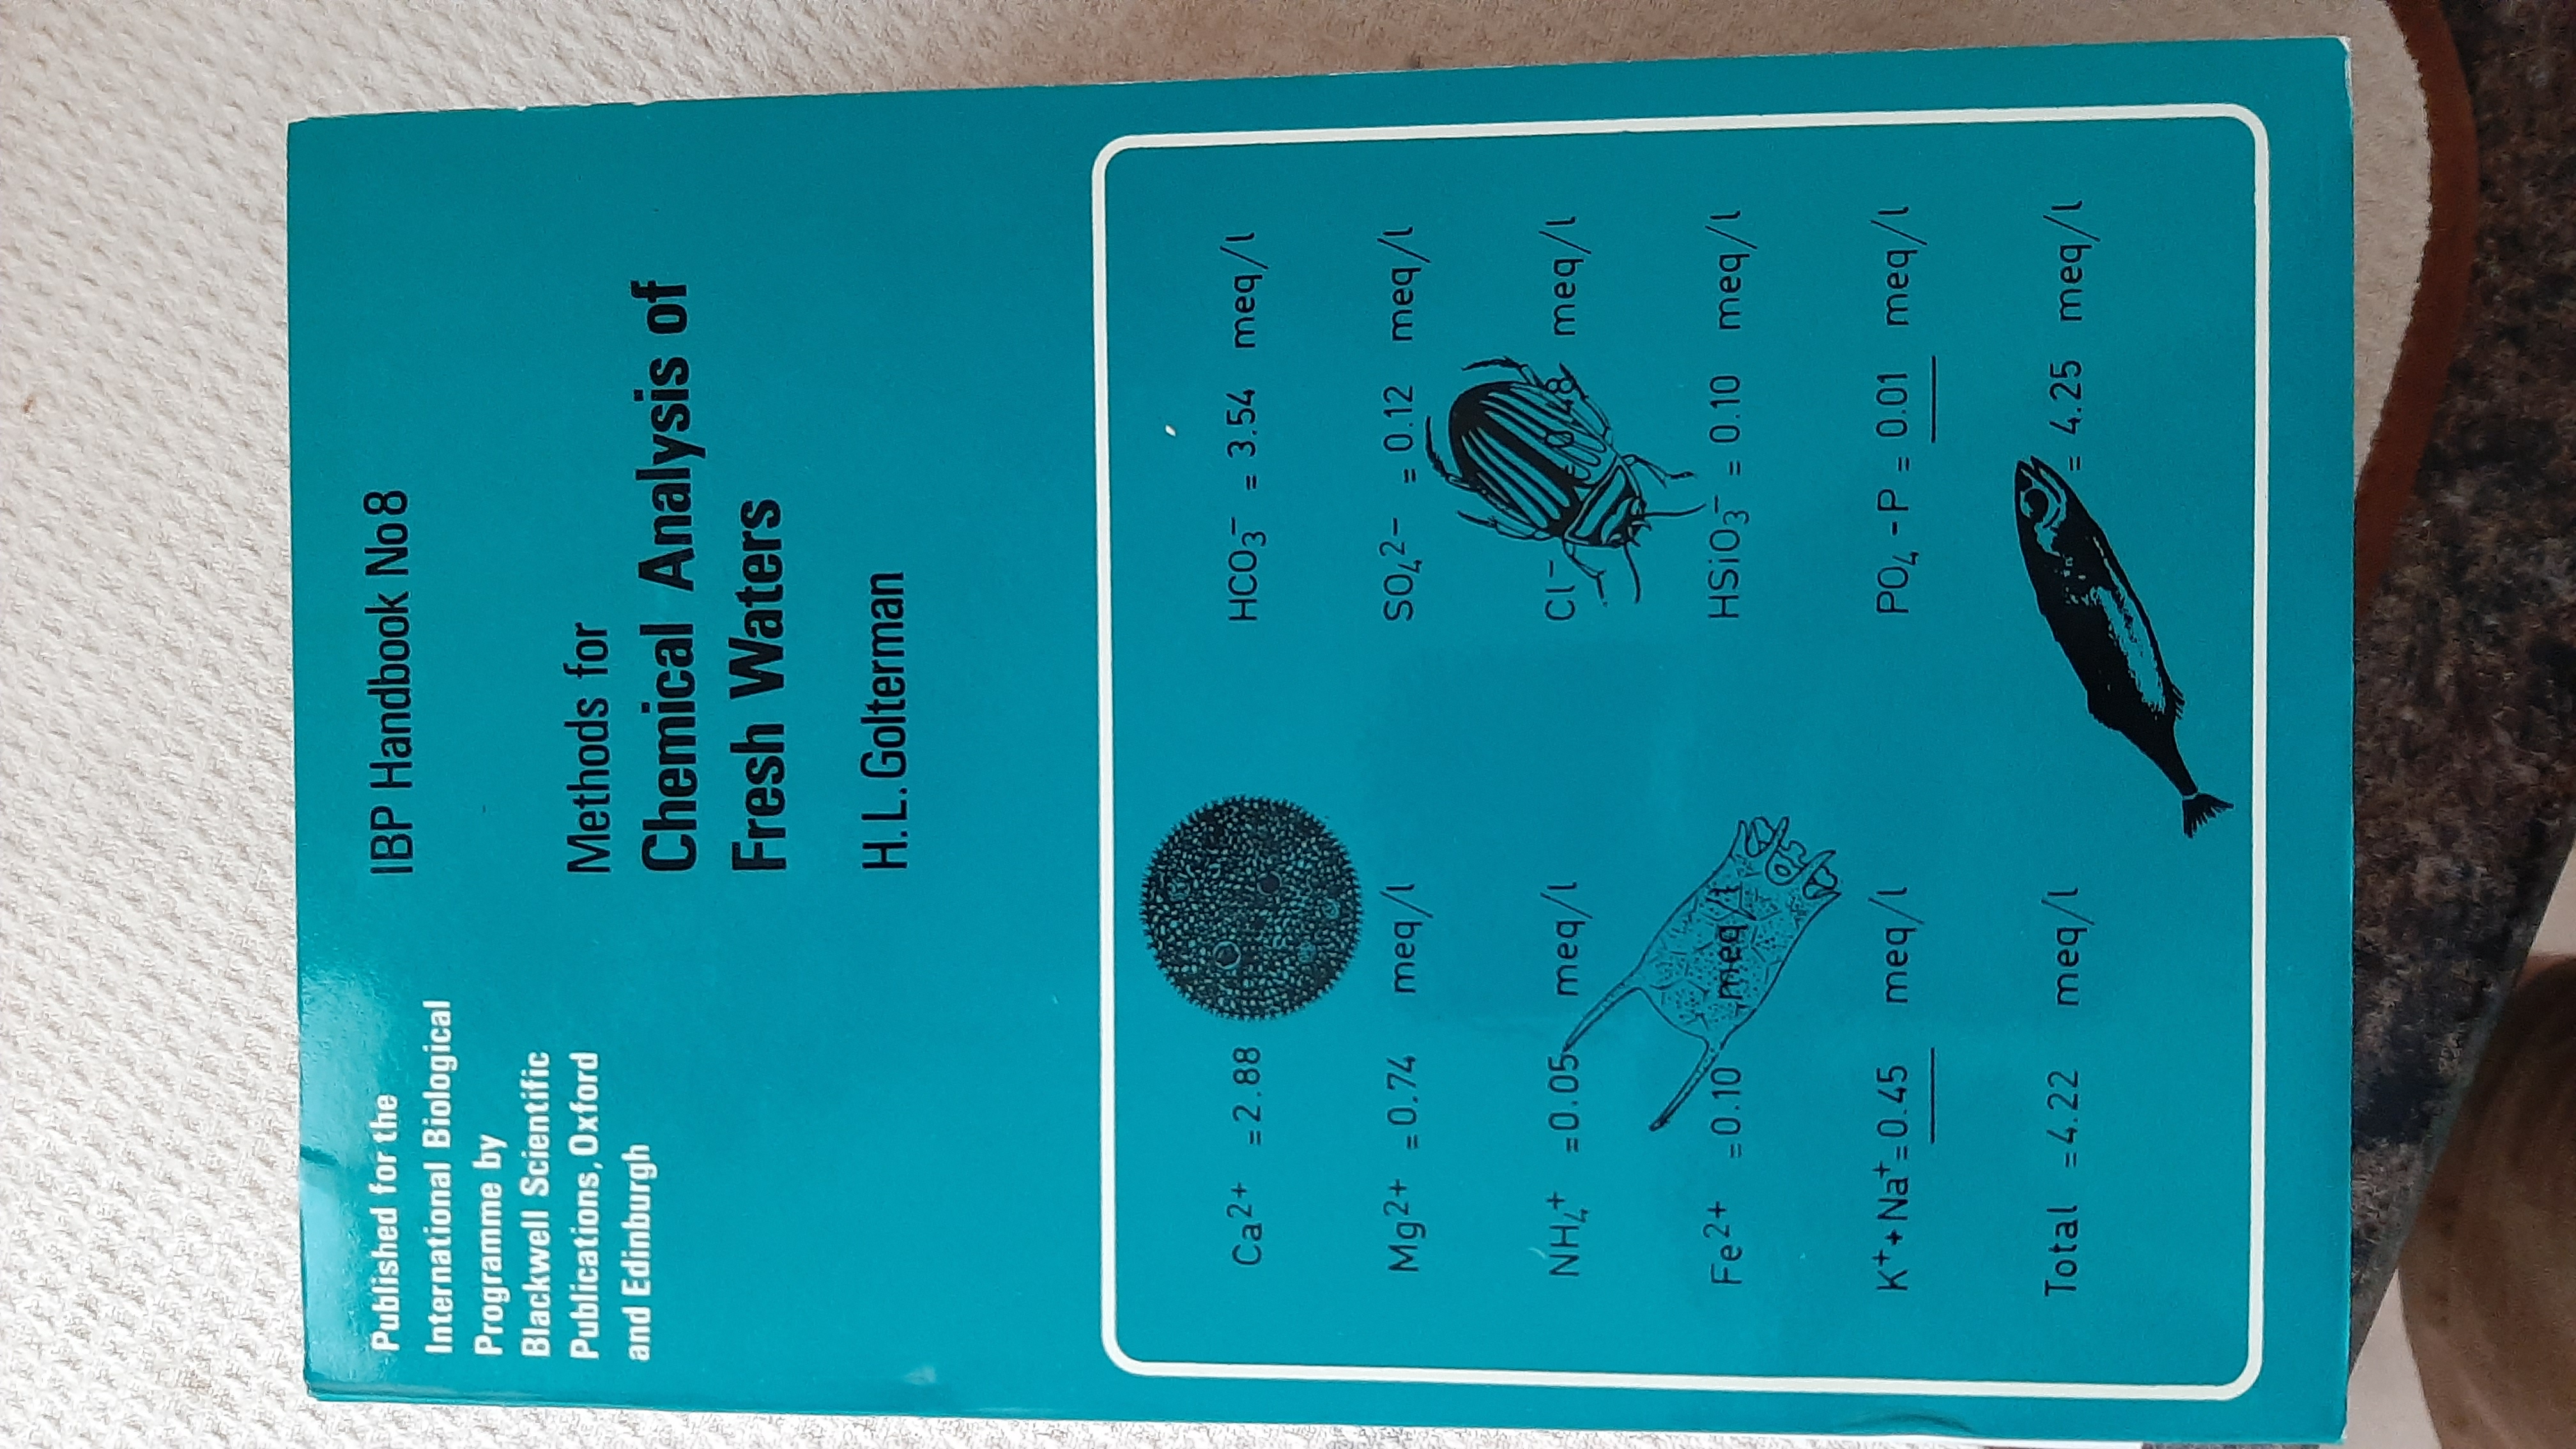 Published for the
International Biological
Programme by
Blackwell Scientific
Publications, Oxford
and Edinburgh
IBP Handbook No 8
Methods for
Chemical Analysis of
Fresh Waters
H. L. Golterman
Ca²⁺ = 2.88 HCO₃⁻ = 3.54 meq/l
Mg²⁺ = 0.74 meq/l SO₄²⁻ = 0.12 meq/l
NH₄⁺ = 0.05 meq/l Cl⁻ 48 meq/l
Fe²⁺ = 0.10 meq/l HSiO₃⁻ = 0.10 meq/l
K⁺+Na⁺ = 0.45 meq/l PO₄-P = 0.01 meq/l
Total = 4.22 meq/l = 4.25 meq/l